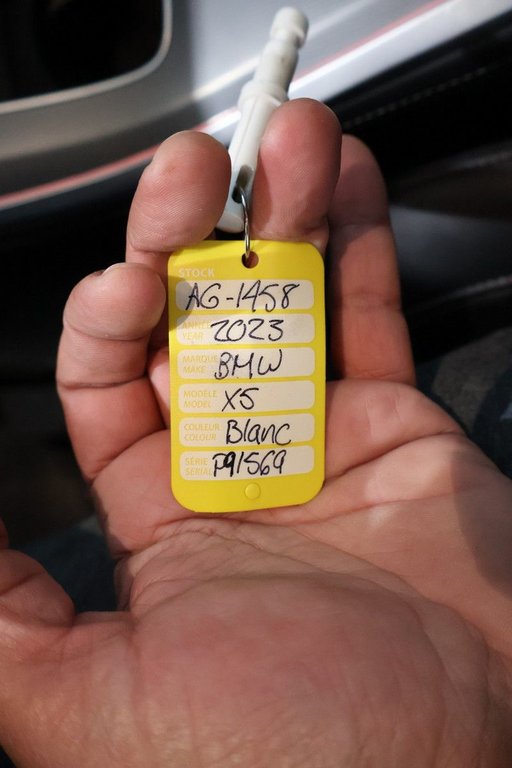 STOCK
AG-1458
ANNÉE
YEAR 2023
MARQUE
MAKE BMW
MODÈLE
MODEL X5
COULEUR
COLOUR Blanc
SÉRIE
SERIAL P91569